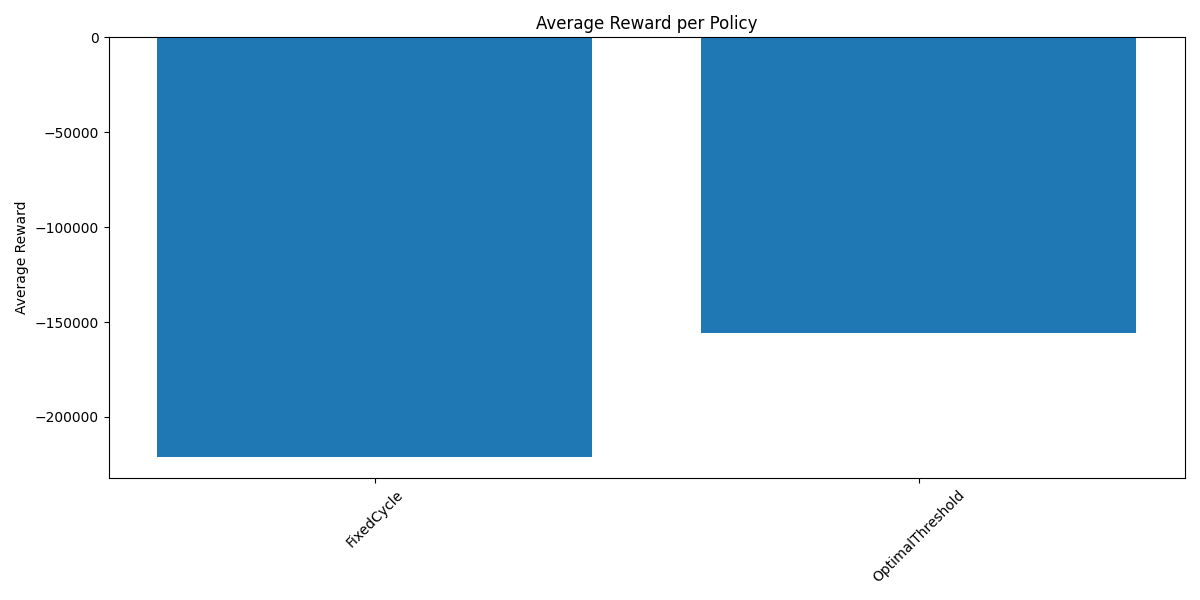 Average Reward per Policy
Average Reward
0
−50000
−100000
−150000
−200000
FixedCycle
OptimalThreshold